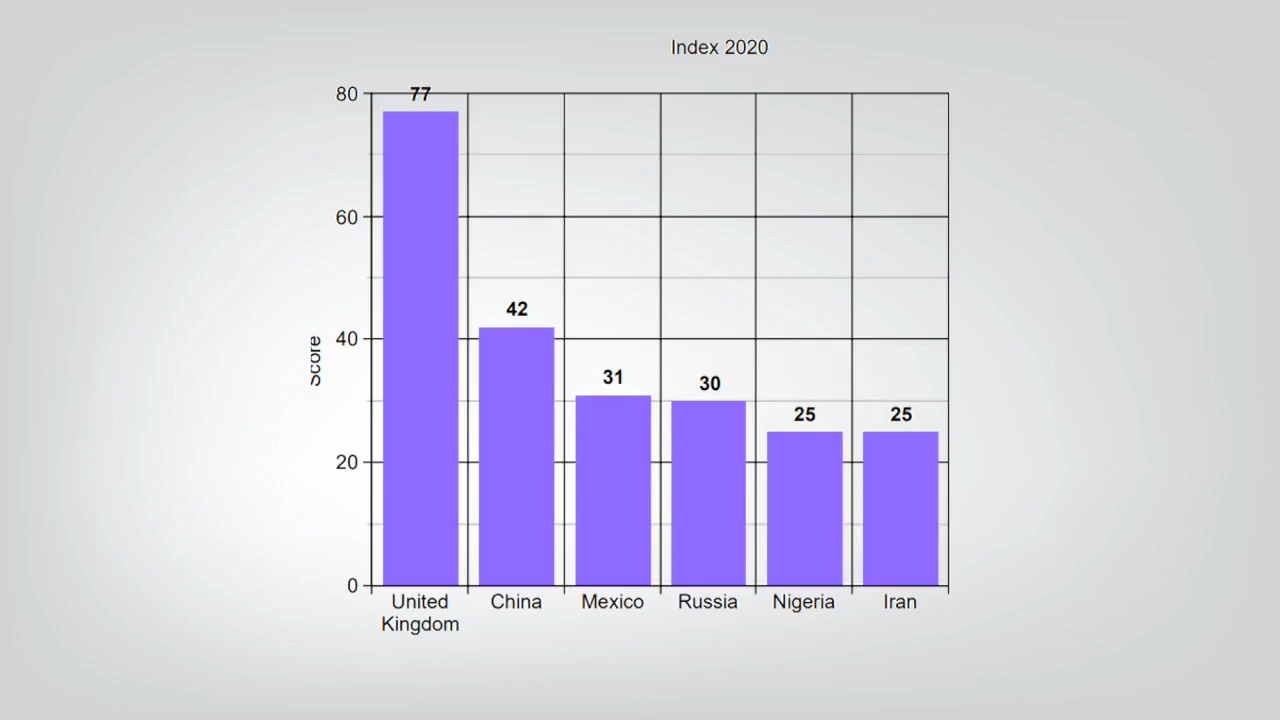 Index 2020
80
60
40
20
0
Score
77
42
31
30
25
25
United Kingdom
China
Mexico
Russia
Nigeria
Iran